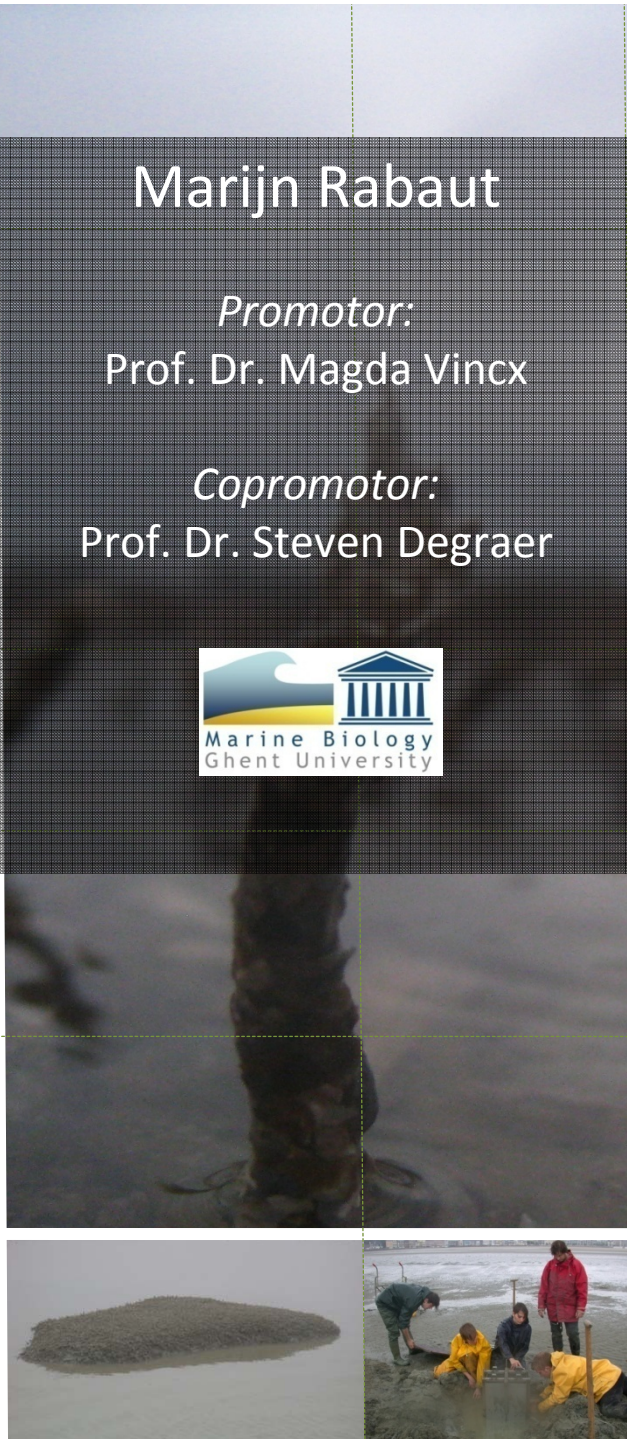 Marijn Rabaut
Promotor:
Prof. Dr. Magda Vincx
Copromotor:
Prof. Dr. Steven Degraer
Marine Biology
Ghent University